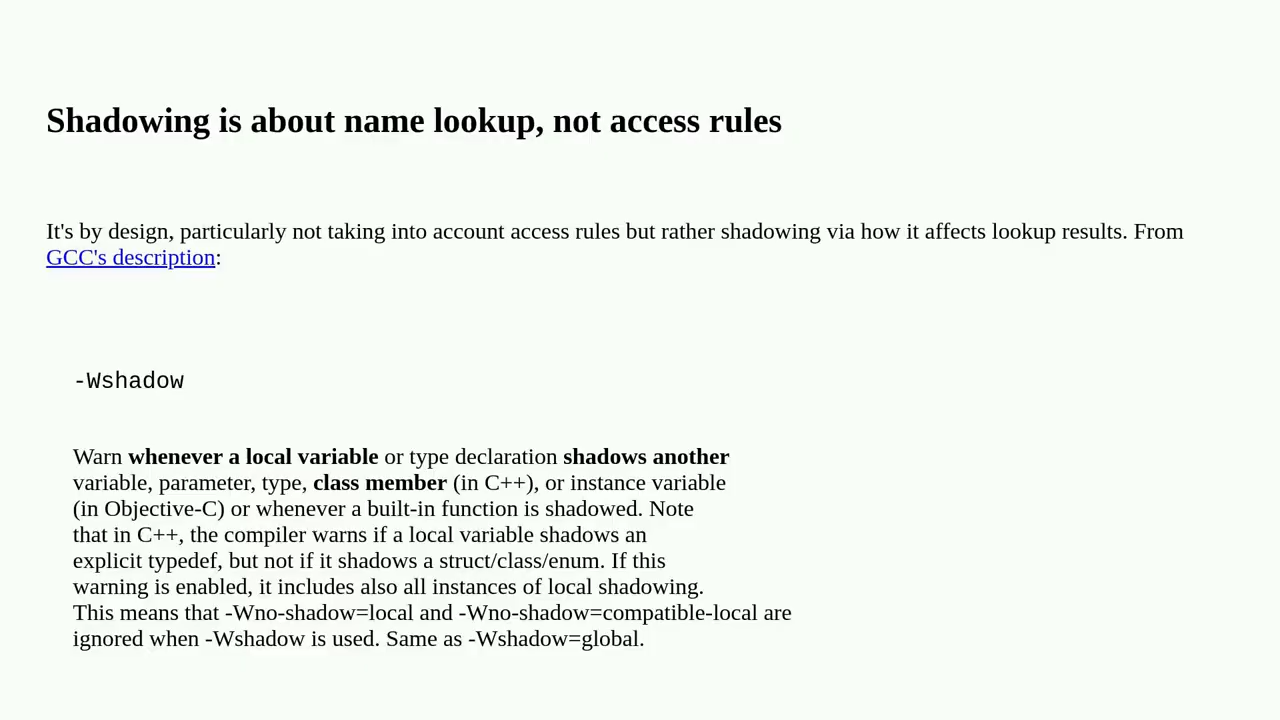 Shadowing is about name lookup, not access rules
It's by design, particularly not taking into account access rules but rather shadowing via how it affects lookup results. From
GCC's description:
-Wshadow
Warn whenever a local variable or type declaration shadows another
variable, parameter, type, class member (in C++), or instance variable
(in Objective-C) or whenever a built-in function is shadowed. Note
that in C++, the compiler warns if a local variable shadows an
explicit typedef, but not if it shadows a struct/class/enum. If this
warning is enabled, it includes also all instances of local shadowing.
This means that -Wno-shadow=local and -Wno-shadow=compatible-local are
ignored when -Wshadow is used. Same as -Wshadow=global.